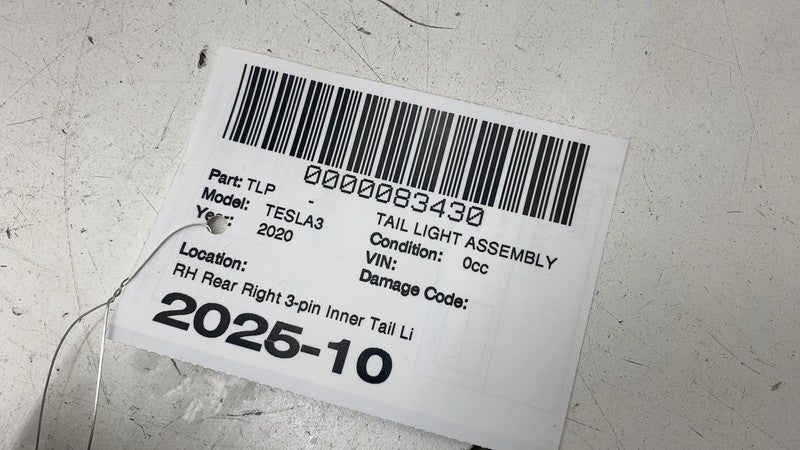 0000083430
Part: TLP - TAIL LIGHT ASSEMBLY
Model: TESLA3 Condition: 0cc
Year: 2020 VIN:
Damage Code:
Location:
RH Rear Right 3-pin Inner Tail Li
2025-10